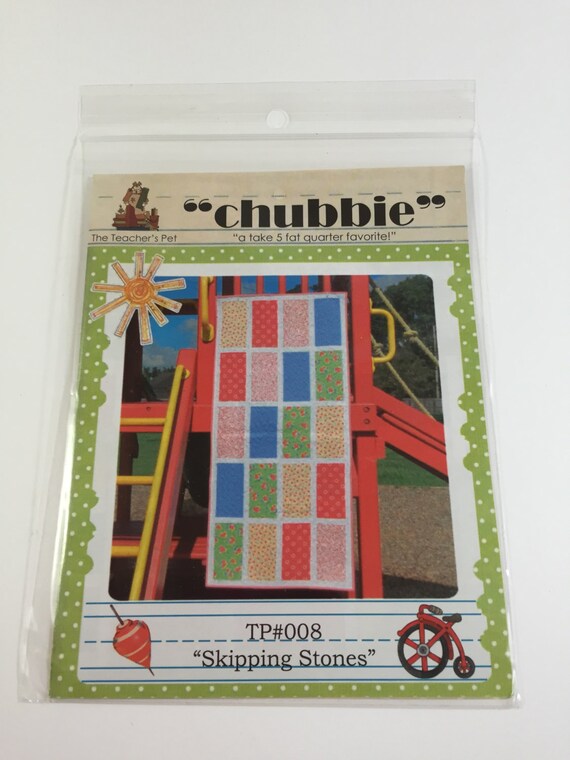 “chubbie”
The Teacher's Pet
“a take 5 fat quarter favorite!”
TP#008
“Skipping Stones”